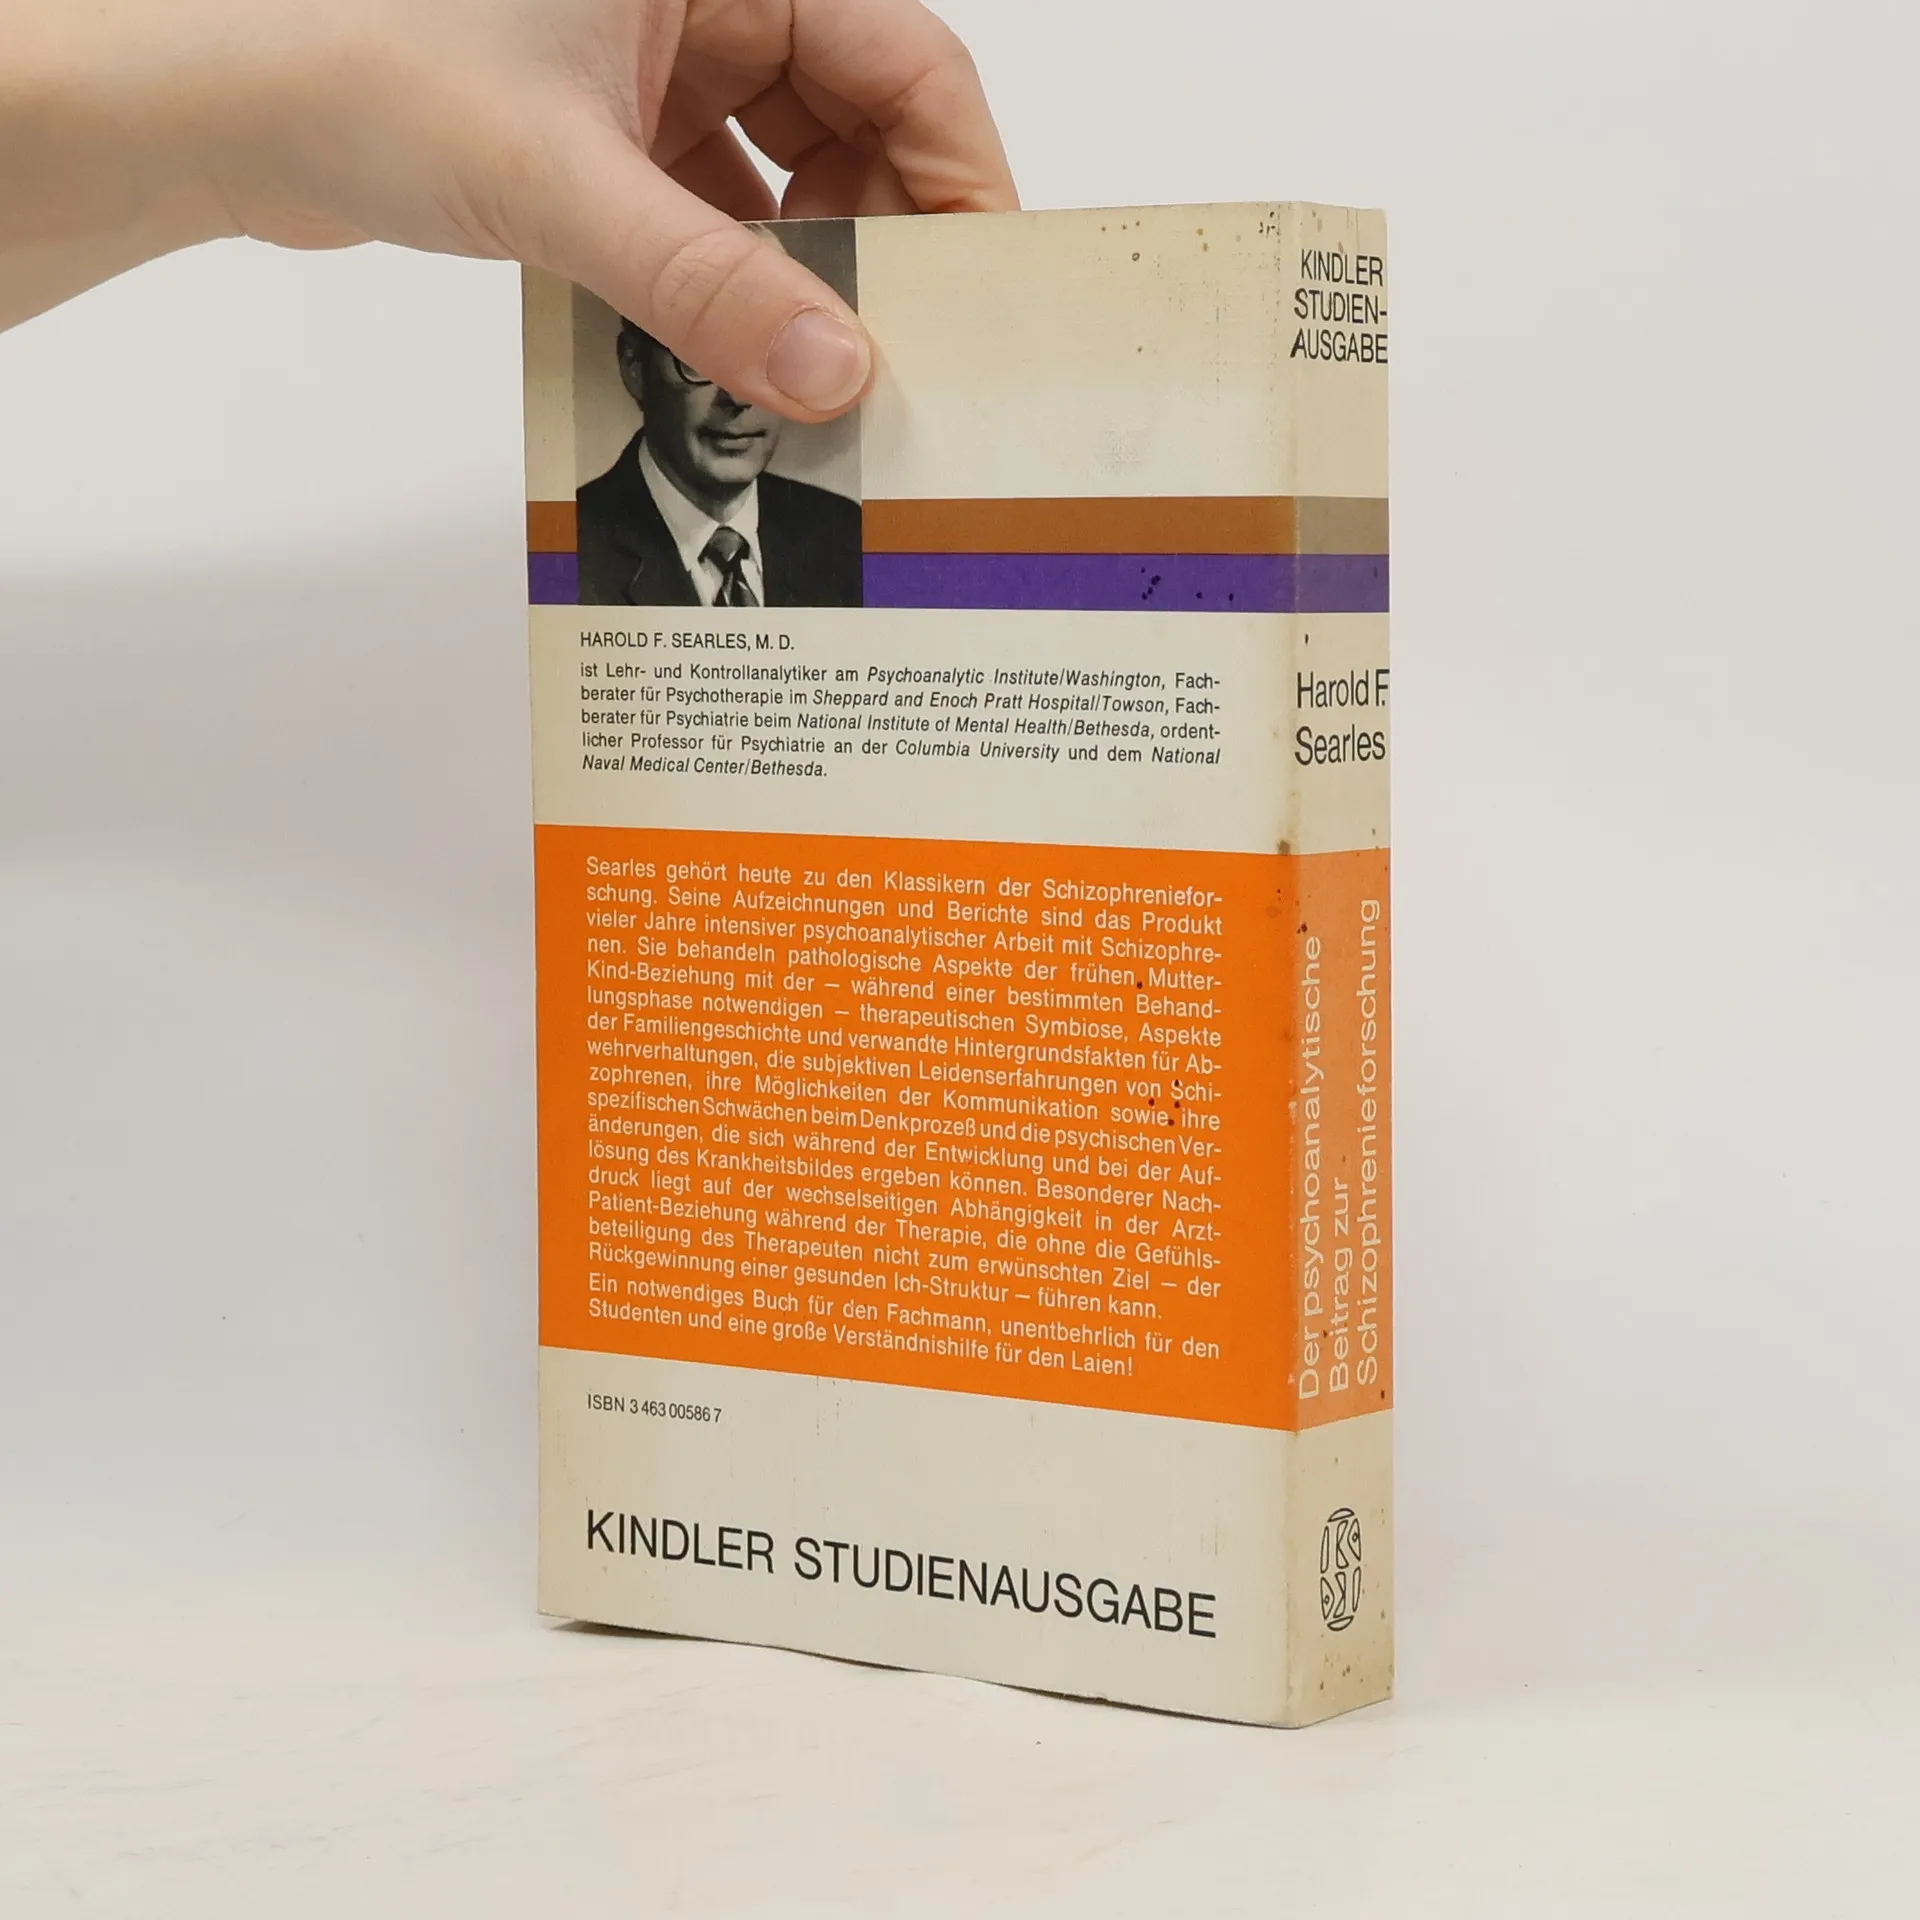 HAROLD F. SEARLES, M. D.
ist Lehr- und Kontrollanalytiker am Psychoanalytic Institute/Washington, Fach-
berater für Psychotherapie im Sheppard and Enoch Pratt Hospital/Towson, Fach-
berater für Psychiatrie beim National Institute of Mental Health/Bethesda, ordent-
licher Professor für Psychiatrie an der Columbia University und dem National
Naval Medical Center/Bethesda.
Searles gehört heute zu den Klassikern der Schizophreniefor-
schung. Seine Aufzeichnungen und Berichte sind das Produkt
vieler Jahre intensiver psychoanalytischer Arbeit mit Schizophre-
nen. Sie behandeln pathologische Aspekte der frühen Mutter-
Kind-Beziehung mit der – während einer bestimmten Behand-
lungsphase notwendigen – therapeutischen Symbiose, Aspekte
der Familiengeschichte und verwandte Hintergrundsfakten für Ab-
wehrverhaltungen, die subjektiven Leidenserfahrungen von Schi-
zophrenen, ihre Möglichkeiten der Kommunikation sowie ihre
spezifischen Schwächen beim Denkprozeß und die psychischen Ver-
änderungen, die sich während der Entwicklung und bei der Auf-
lösung des Krankheitsbildes ergeben können. Besonderer Nach-
druck liegt auf der wechselseitigen Abhängigkeit in der Arzt-
Patient-Beziehung während der Therapie, die ohne die Gefühls-
beteiligung des Therapeuten nicht zum erwünschten Ziel – der
Rückgewinnung einer gesunden Ich-Struktur – führen kann.
Ein notwendiges Buch für den Fachmann, unentbehrlich für den
Studenten und eine große Verständnishilfe für den Laien!
ISBN 3 463 00586 7
KINDLER STUDIENAUSGABE
KINDLER
STUDIEN-
AUSGABE
Harold F.
Searles
Der psychoanalytische
Beitrag zur
Schizophrenieforschung